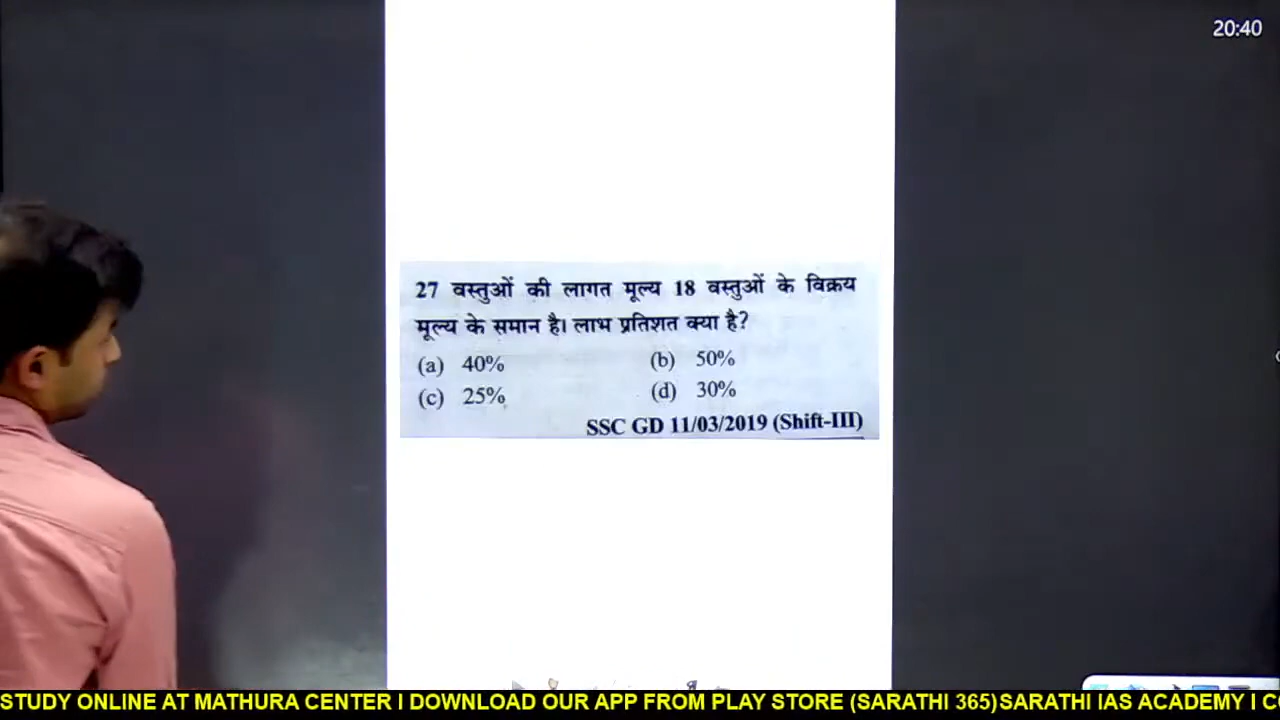 20:40
27 वस्तुओं की लागत मूल्य 18 वस्तुओं के विक्रय
मूल्य के समान है। लाभ प्रतिशत क्या है?
(a) 40% (b) 50%
(c) 25% (d) 30%
SSC GD 11/03/2019 (Shift-III)
STUDY ONLINE AT MATHURA CENTER I DOWNLOAD OUR APP FROM PLAY STORE (SARATHI 365)SARATHI IAS ACADEMY I C